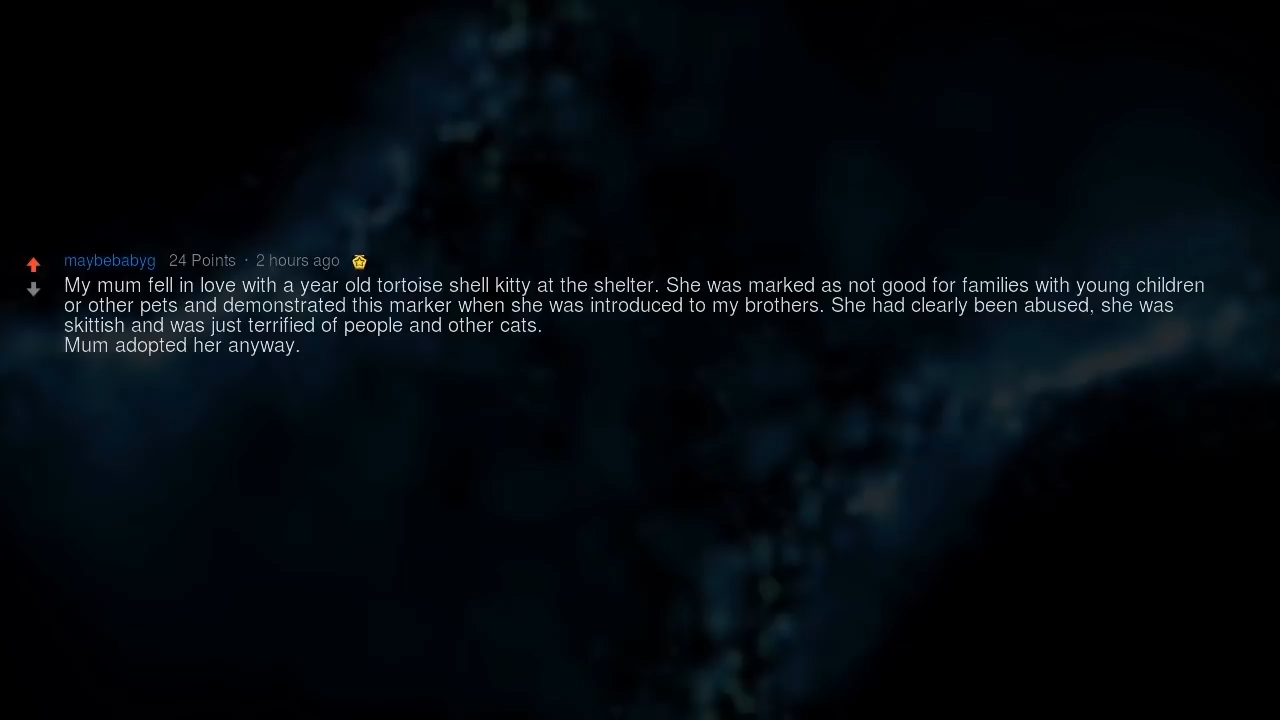 maybebabyg 24 Points · 2 hours ago
My mum fell in love with a year old tortoise shell kitty at the shelter. She was marked as not good for families with young children
or other pets and demonstrated this marker when she was introduced to my brothers. She had clearly been abused, she was
skittish and was just terrified of people and other cats.
Mum adopted her anyway.